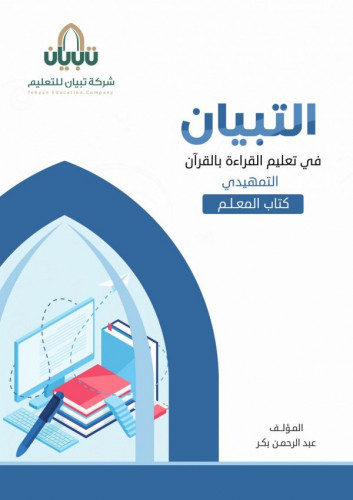 تبيان
شركة تبيان للتعليم
Tebyan Education Company
التبيان
في تعليم القراءة بالقرآن
التمهيدي
كتاب المعلم
المؤلف
عبد الرحمن بكر